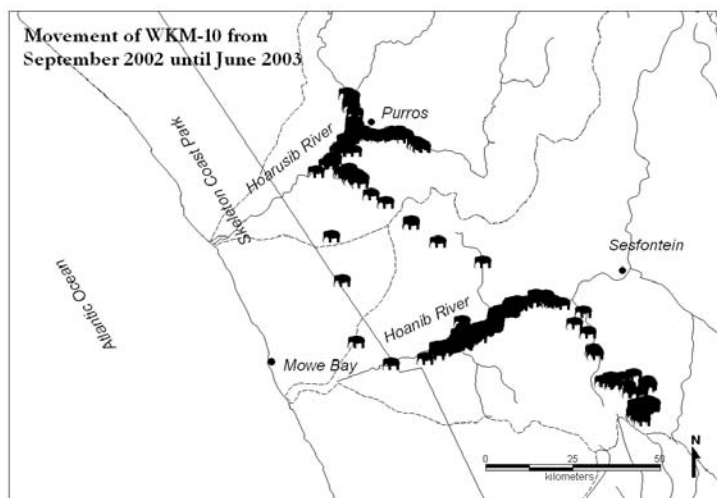 Movement of WKM-10 from
September 2002 until June 2003
Purros
Hoarusib River
Skeleton Coast Park
Sesfontein
Atlantic Ocean
Hoanib River
Mowe Bay
N
0 25 50
kilometers